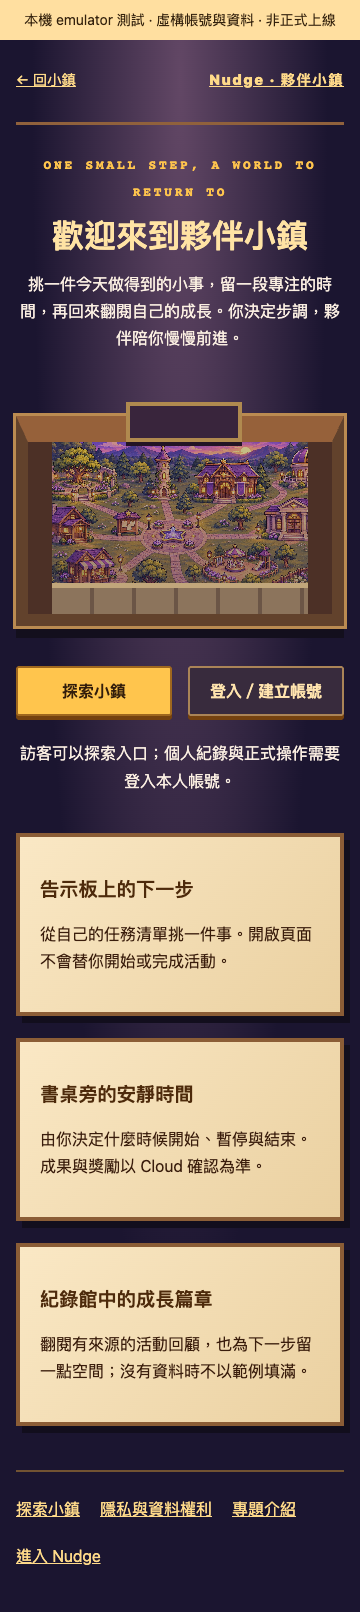 本機 emulator 測試 · 虛構帳號與資料 · 非正式上線
← 回小鎮
Nudge · 夥伴小鎮
ONE SMALL STEP, A WORLD TO
RETURN TO
歡迎來到夥伴小鎮
挑一件今天做得到的小事，留一段專注的時
間，再回來翻閱自己的成長。你決定步調，夥
伴陪你慢慢前進。
探索小鎮
登入 / 建立帳號
訪客可以探索入口；個人紀錄與正式操作需要
登入本人帳號。
告示板上的下一步
從自己的任務清單挑一件事。開啟頁面
不會替你開始或完成活動。
書桌旁的安靜時間
由你決定什麼時候開始、暫停與結束。
成果與獎勵以 Cloud 確認為準。
紀錄館中的成長篇章
翻閱有來源的活動回顧，也為下一步留
一點空間；沒有資料時不以範例填滿。
探索小鎮
隱私與資料權利
專題介紹
進入 Nudge